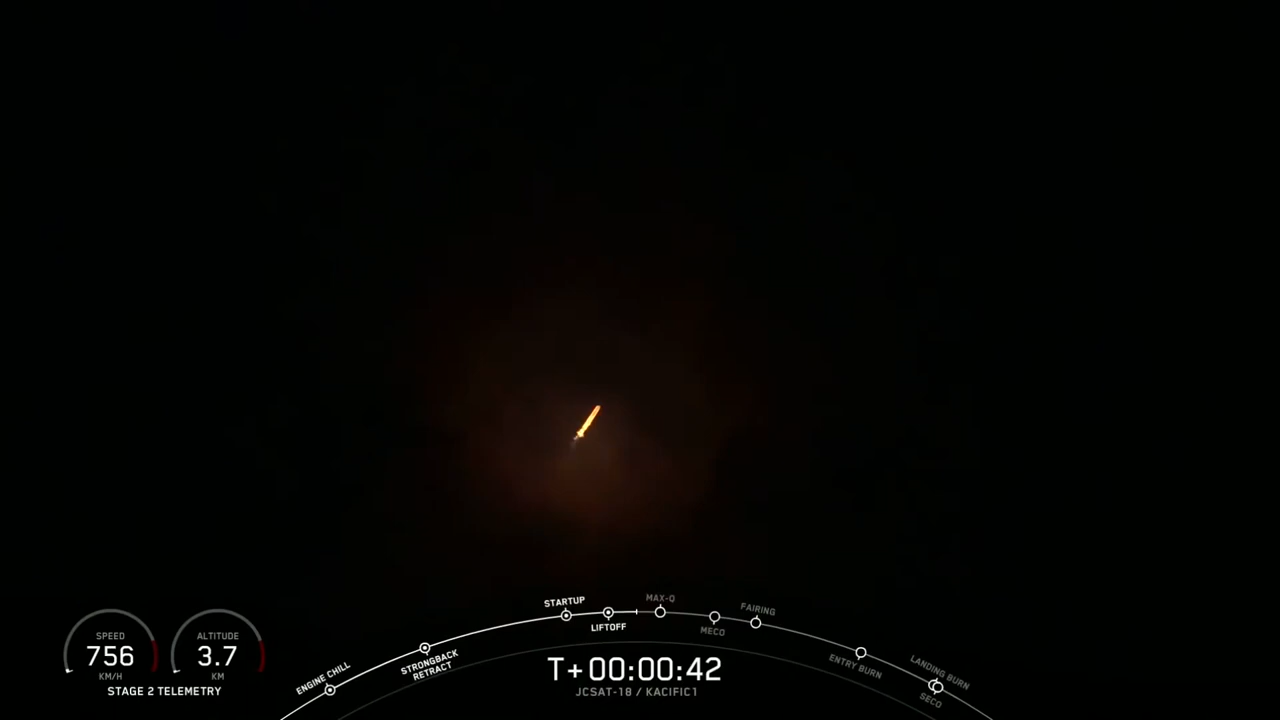 STARTUP
LIFTOFF
MAX-Q
MECO
FAIRING
ENGINE CHILL
STRONGBACK
RETRACT
ENTRY BURN
LANDING BURN
SECO
SPEED
756
KM/H
ALTITUDE
3.7
KM
STAGE 2 TELEMETRY
T+00:00:42
JCSAT-18 / KACIFIC1